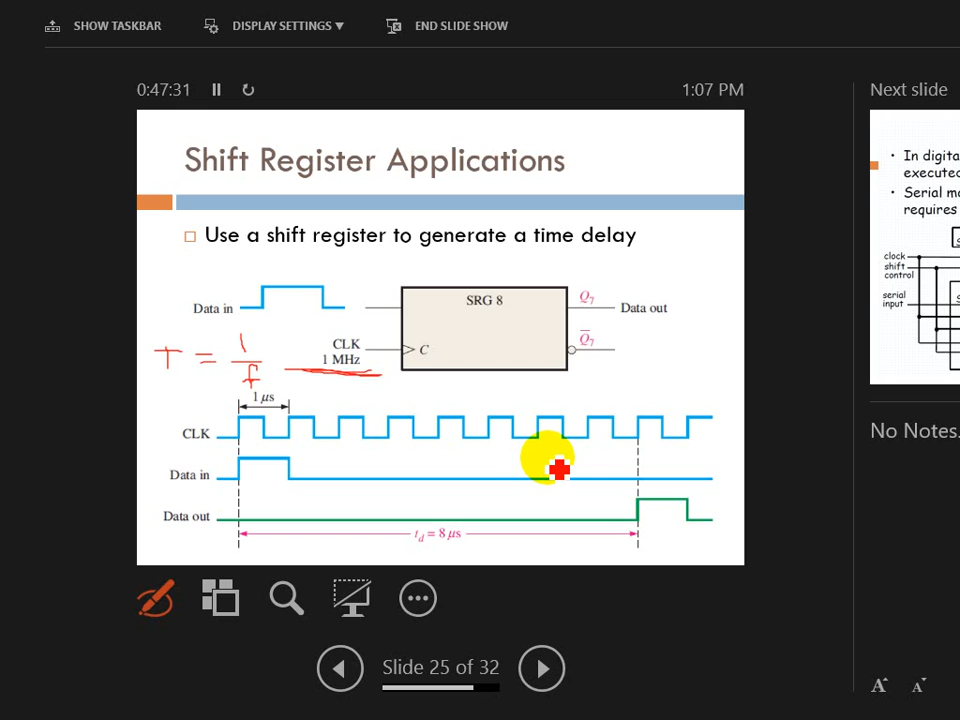 SHOW TASKBAR
DISPLAY SETTINGS ▼
END SLIDE SHOW
0:47:31
1:07 PM
Next slide
Shift Register Applications
Use a shift register to generate a time delay
Data in
SRG 8
Q7
Data out
CLK
1 MHz
C
Q̅7
T = 1/f
1 μs
CLK
Data in
Data out
td = 8 μs
• In digita
executed
• Serial mo
requires
clock
shift
control
serial
input
No Notes.
Slide 25 of 32
A
A